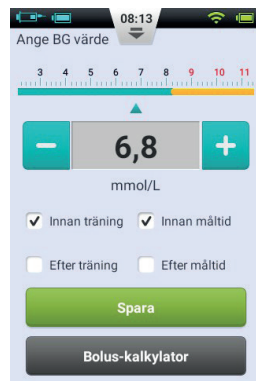 08:13
Ange BG värde
3 4 5 6 7 8 9 10 11
− 6,8 +
mmol/L
Innan träning Innan måltid
Efter träning Efter måltid
Spara
Bolus-kalkylator